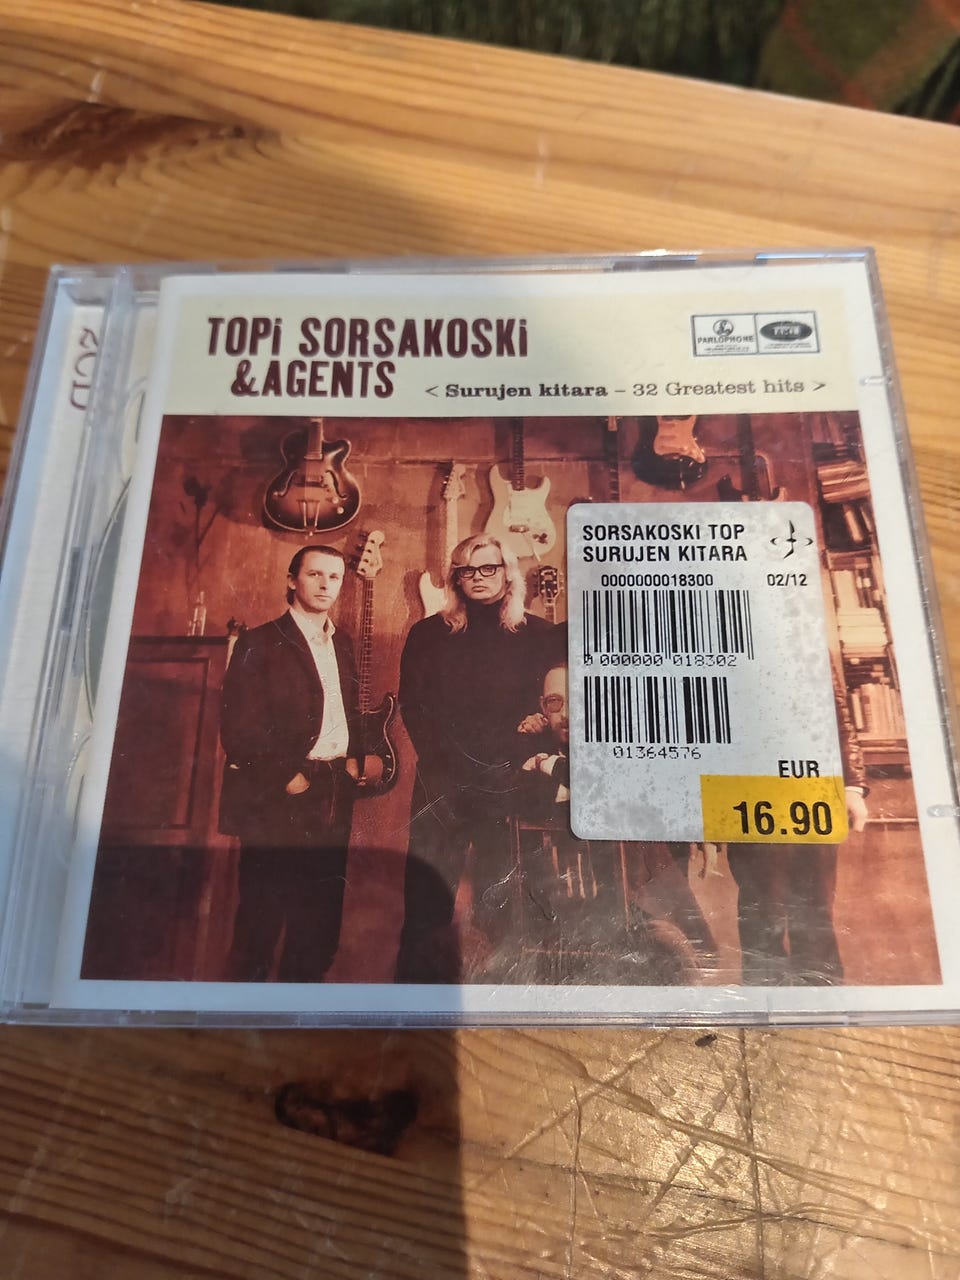 TOPi SORSAKOSKi
&AGENTS
< Surujen kitara – 32 Greatest hits >
PARLOPHONE
EMI
SORSAKOSKI TOP
SURUJEN KITARA
0000000018300 02/12
0 000000 018302
01364576
EUR
16.90